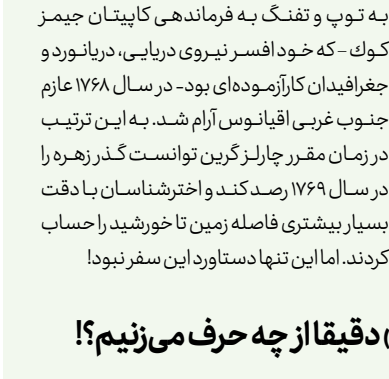 به توپ و تفنگ به فرماندهی کاپیتان جیمز
کوک – که خود افسر نیروی دریایی، دریانورد و
جغرافیدان کارآزموده‌ای بود- در سال ۱۷۶۸ عازم
جنوب غربی اقیانوس آرام شد. به این ترتیب
در زمان مقرر چارلز گرین توانست گذر زهره را
در سال ۱۷۶۹ رصد کند و اخترشناسان با دقت
بسیار بیشتری فاصله زمین تا خورشید را حساب
کردند. اما این تنها دستاورد این سفر نبود!
دقیقا از چه حرف می‌زنیم؟!